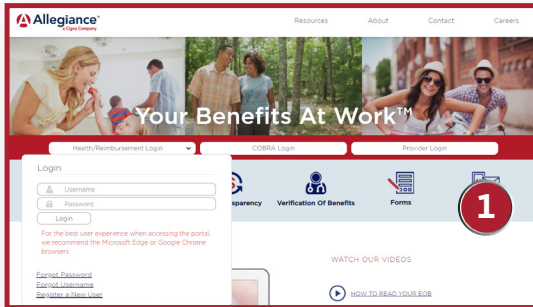 Allegiance®
a Cigna Company
Resources About Contact Careers
Your Benefits At Work™
Health/Reimbursement Login COBRA Login Provider Login
Login
Username
Password
Login
For the best user experience when accessing the portal,
we recommend the Microsoft Edge or Google Chrome
browsers
Forgot Password
Forgot Username
Register a New User
Verification Of Benefits Forms
1
WATCH OUR VIDEOS
HOW TO READ YOUR EOB